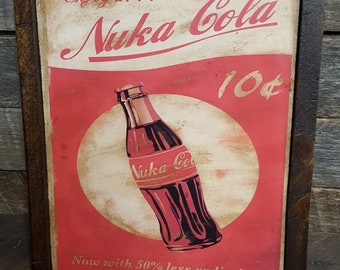 Nuka Cola
10¢
Nuka-Cola
Now with 50% less